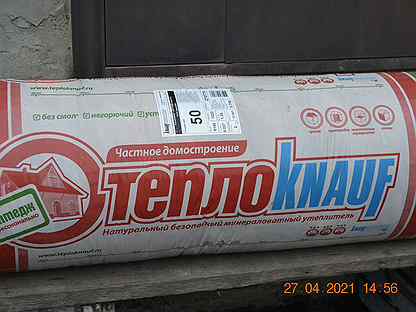 www.teploknauf.ru
KNAUF
без смол негорючий
50
Частное домостроение
теплоKNAUF
Натуральный безопасный минераловатный утеплитель
www.teploknauf.ru
27 04 2021 14:56